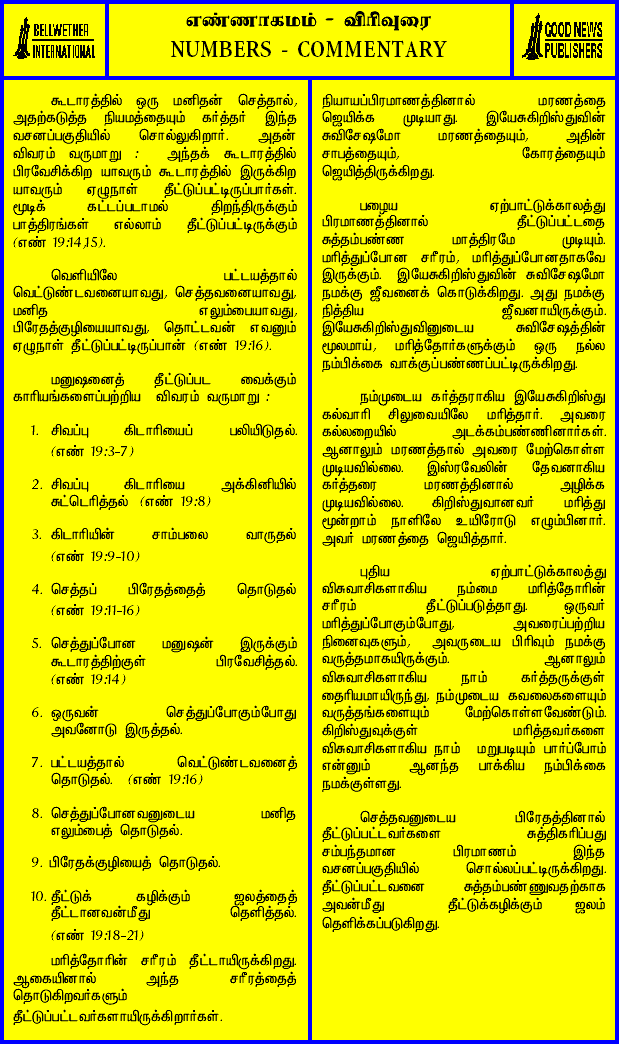 BELLWETHER
INTERNATIONAL
எண்ணாகமம் - விரிவுரை
NUMBERS - COMMENTARY
GOOD NEWS
PUBLISHERS
கூடாரத்தில் ஒரு மனிதன் செத்தால்,
அதற்கடுத்த நியமத்தையும் கர்த்தர் இந்த
வசனப்பகுதியில் சொல்லுகிறார். அதன்
விவரம் வருமாறு : அந்தக் கூடாரத்தில்
பிரவேசிக்கிற யாவரும் கூடாரத்தில் இருக்கிற
யாவரும் ஏழுநாள் தீட்டுப்பட்டிருப்பார்கள்.
மூடிக் கட்டப்படாமல் திறந்திருக்கும்
பாத்திரங்கள் எல்லாம் தீட்டுப்பட்டிருக்கும்
(எண் 19:14,15).
வெளியிலே பட்டயத்தால்
வெட்டுண்டவனையாவது, செத்தவனையாவது,
மனித எலும்பையாவது,
பிரேதக்குழியையாவது, தொட்டவன் எவனும்
ஏழுநாள் தீட்டுப்பட்டிருப்பான் (எண் 19:16).
மனுஷனைத் தீட்டுப்பட வைக்கும்
காரியங்களைப்பற்றிய விவரம் வருமாறு :
1. சிவப்பு கிடாரியைப் பலியிடுதல்.
(எண் 19:3-7)
2. சிவப்பு கிடாரியை அக்கினியில்
சுட்டெரித்தல் (எண் 19:8)
3. கிடாரியின் சாம்பலை வாருதல்
(எண் 19:9-10)
4. செத்தப் பிரேதத்தைத் தொடுதல்
(எண் 19:11-16)
5. செத்துப்போன மனுஷன் இருக்கும்
கூடாரத்திற்குள் பிரவேசித்தல்.
(எண் 19:14)
6. ஒருவன் செத்துப்போகும்போது
அவனோடு இருத்தல்.
7. பட்டயத்தால் வெட்டுண்டவனைத்
தொடுதல். (எண் 19:16)
8. செத்துப்போனவனுடைய மனித
எலும்பைத் தொடுதல்.
9. பிரேதக்குழியைத் தொடுதல்.
10. தீட்டுக் கழிக்கும் ஜலத்தைத்
தீட்டானவன்மீது தெளித்தல்.
(எண் 19:18-21)
மரித்தோரின் சரீரம் தீட்டாயிருக்கிறது.
ஆகையினால் அந்த சரீரத்தைத்
தொடுகிறவர்களும்
தீட்டுப்பட்டவர்களாயிருக்கிறார்கள்.
நியாயப்பிரமாணத்தினால் மரணத்தை
ஜெயிக்க முடியாது. இயேசுகிறிஸ்துவின்
சுவிசேஷமோ மரணத்தையும், அதின்
சாபத்தையும், கோரத்தையும்
ஜெயித்திருக்கிறது.
பழைய ஏற்பாட்டுக்காலத்து
பிரமாணத்தினால் தீட்டுப்பட்டதை
சுத்தம்பண்ண மாத்திரமே முடியும்.
மரித்துப்போன சரீரம், மரித்துப்போனதாகவே
இருக்கும். இயேசுகிறிஸ்துவின் சுவிசேஷமோ
நமக்கு ஜீவனைக் கொடுக்கிறது. அது நமக்கு
நித்திய ஜீவனாயிருக்கும்.
இயேசுகிறிஸ்துவினுடைய சுவிசேஷத்தின்
மூலமாய், மரித்தோர்களுக்கும் ஒரு நல்ல
நம்பிக்கை வாக்குப்பண்ணப்பட்டிருக்கிறது.
நம்முடைய கர்த்தராகிய இயேசுகிறிஸ்து
கல்வாரி சிலுவையிலே மரித்தார். அவரை
கல்லறையில் அடக்கம்பண்ணினார்கள்.
ஆனாலும் மரணத்தால் அவரை மேற்கொள்ள
முடியவில்லை. இஸ்ரவேலின் தேவனாகிய
கர்த்தரை மரணத்தினால் அழிக்க
முடியவில்லை. கிறிஸ்துவானவர் மரித்து
மூன்றாம் நாளிலே உயிரோடு எழும்பினார்.
அவர் மரணத்தை ஜெயித்தார்.
புதிய ஏற்பாட்டுக்காலத்து
விசுவாசிகளாகிய நம்மை மரித்தோரின்
சரீரம் தீட்டுப்படுத்தாது. ஒருவர்
மரித்துப்போகும்போது, அவரைப்பற்றிய
நினைவுகளும், அவருடைய பிரிவும் நமக்கு
வருத்தமாகயிருக்கும். ஆனாலும்
விசுவாசிகளாகிய நாம் கர்த்தருக்குள்
தைரியமாயிருந்து, நம்முடைய கவலைகளையும்
வருத்தங்களையும் மேற்கொள்ளவேண்டும்.
கிறிஸ்துவுக்குள் மரித்தவர்களை
விசுவாசிகளாகிய நாம் மறுபடியும் பார்ப்போம்
என்னும் ஆனந்த பாக்கிய நம்பிக்கை
நமக்குள்ளது.
செத்தவனுடைய பிரேதத்தினால்
தீட்டுப்பட்டவர்களை சுத்திகரிப்பது
சம்பந்தமான பிரமாணம் இந்த
வசனப்பகுதியில் சொல்லப்பட்டிருக்கிறது.
தீட்டுப்பட்டவனை சுத்தம்பண்ணுவதற்காக
அவன்மீது தீட்டுக்கழிக்கும் ஜலம்
தெளிக்கப்படுகிறது.